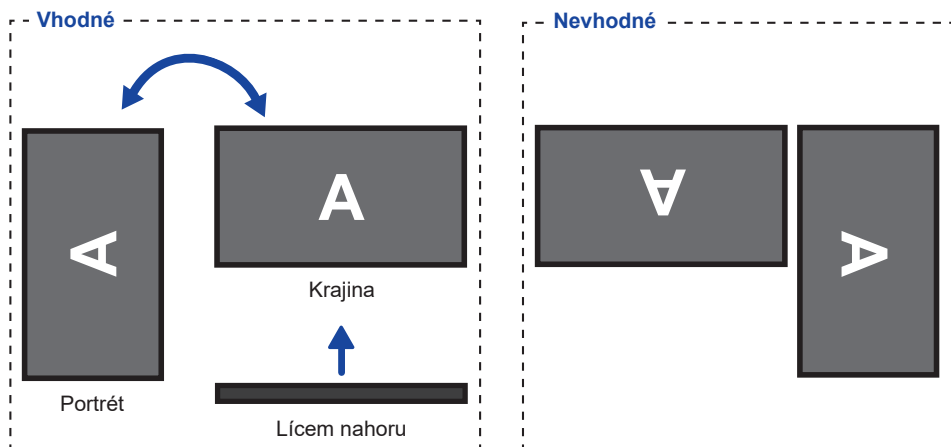 Vhodné
Nevhodné
A
A
A
A
Krajina
Portrét
Lícem nahoru